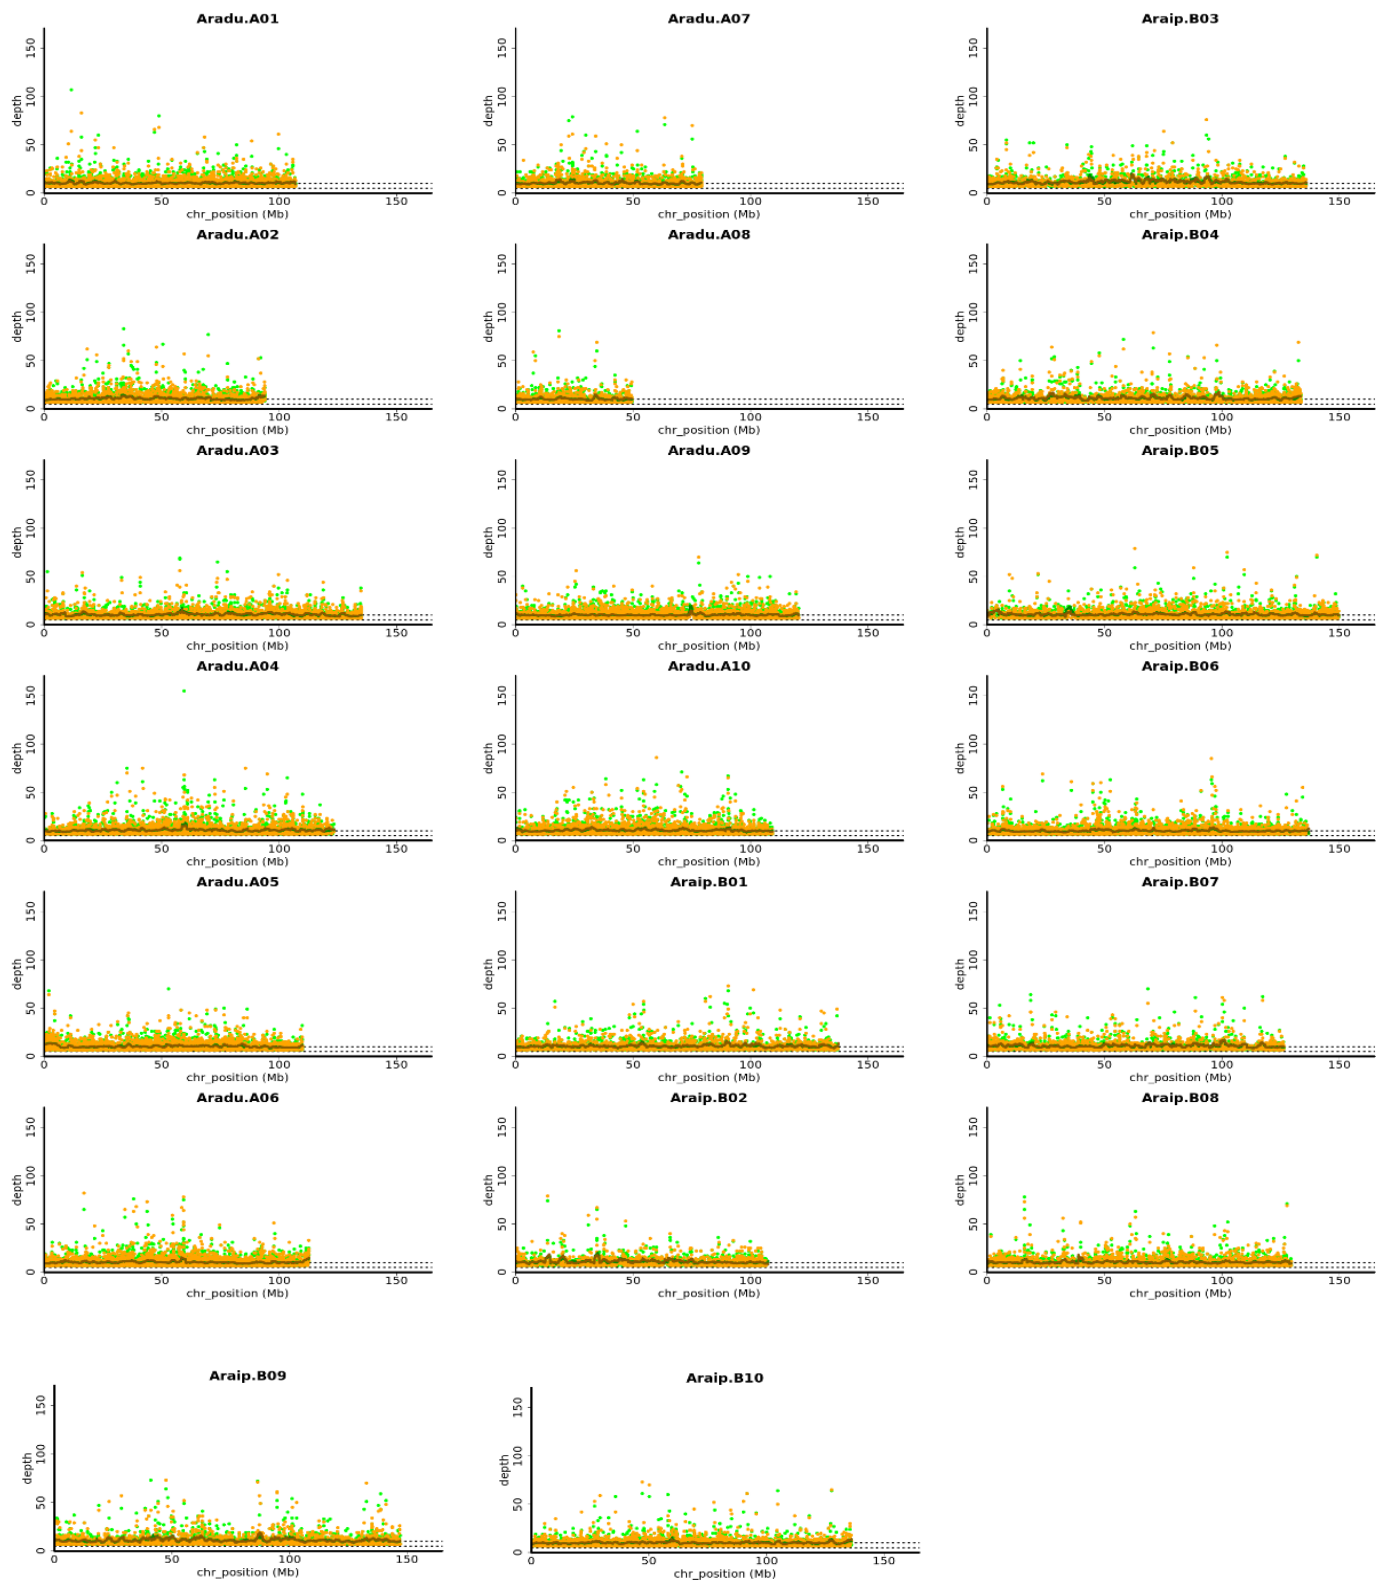 Aradu.A01
depth
0 50 100 150
0 50 100 150
chr_position (Mb)
Aradu.A07
depth
0 50 100 150
0 50 100 150
chr_position (Mb)
Araip.B03
depth
0 50 100 150
0 50 100 150
chr_position (Mb)
Aradu.A02
depth
0 50 100 150
0 50 100 150
chr_position (Mb)
Aradu.A08
depth
0 50 100 150
0 50 100 150
chr_position (Mb)
Araip.B04
depth
0 50 100 150
0 50 100 150
chr_position (Mb)
Aradu.A03
depth
0 50 100 150
0 50 100 150
chr_position (Mb)
Aradu.A09
depth
0 50 100 150
0 50 100 150
chr_position (Mb)
Araip.B05
depth
0 50 100 150
0 50 100 150
chr_position (Mb)
Aradu.A04
depth
0 50 100 150
0 50 100 150
chr_position (Mb)
Aradu.A10
depth
0 50 100 150
0 50 100 150
chr_position (Mb)
Araip.B06
depth
0 50 100 150
0 50 100 150
chr_position (Mb)
Aradu.A05
depth
0 50 100 150
0 50 100 150
chr_position (Mb)
Araip.B01
depth
0 50 100 150
0 50 100 150
chr_position (Mb)
Araip.B07
depth
0 50 100 150
0 50 100 150
chr_position (Mb)
Aradu.A06
depth
0 50 100 150
0 50 100 150
chr_position (Mb)
Araip.B02
depth
0 50 100 150
0 50 100 150
chr_position (Mb)
Araip.B08
depth
0 50 100 150
0 50 100 150
chr_position (Mb)
Araip.B09
depth
0 50 100 150
0 50 100 150
chr_position (Mb)
Araip.B10
depth
0 50 100 150
0 50 100 150
chr_position (Mb)